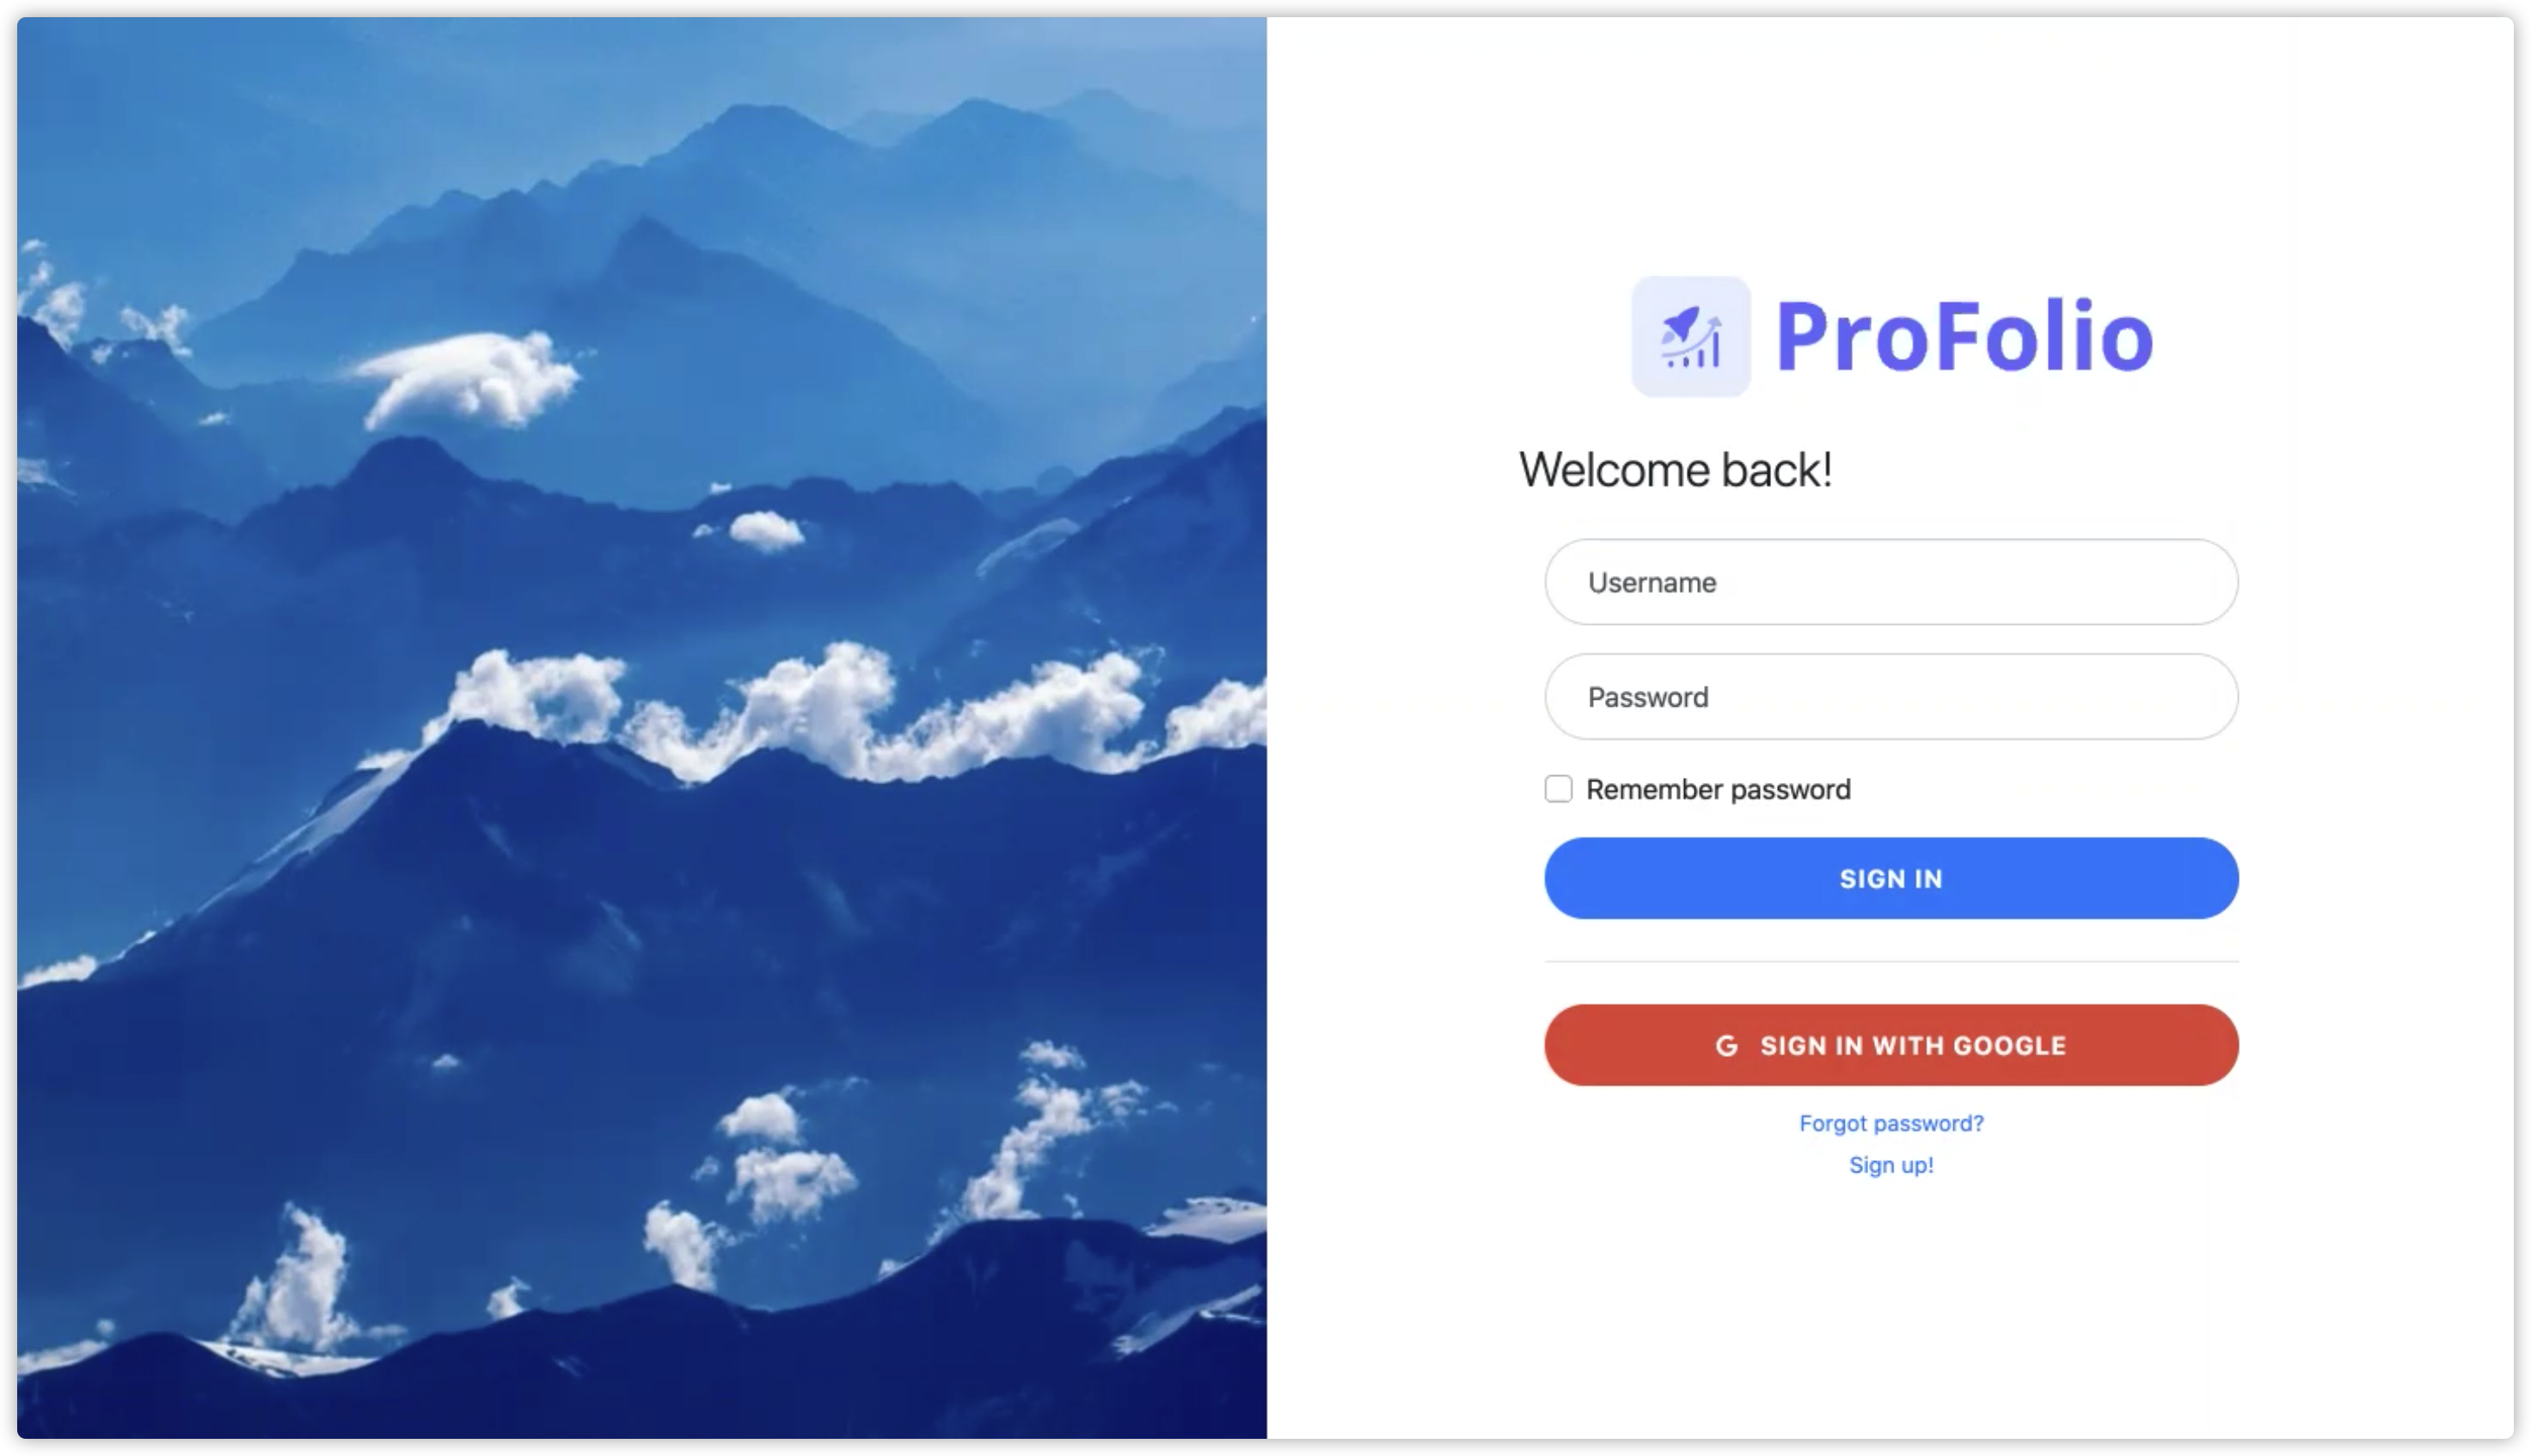 ProFolio
Welcome back!
Username
Password
Remember password
SIGN IN
G SIGN IN WITH GOOGLE
Forgot password?
Sign up!